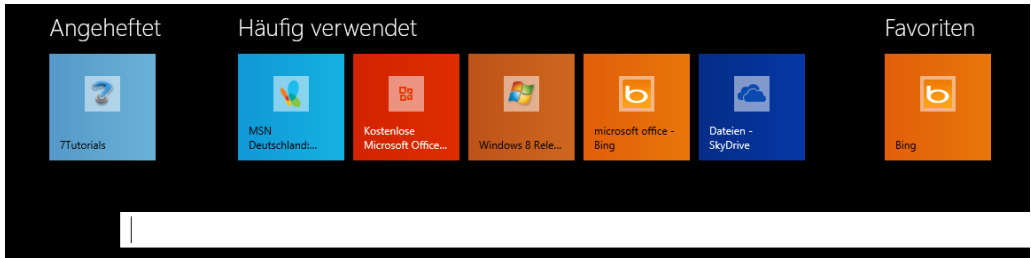 Angeheftet
Häufig verwendet
Favoriten
7Tutorials
MSN
Deutschland:...
Kostenlose
Microsoft Office...
Windows 8 Rele...
microsoft office -
Bing
Dateien -
SkyDrive
Bing